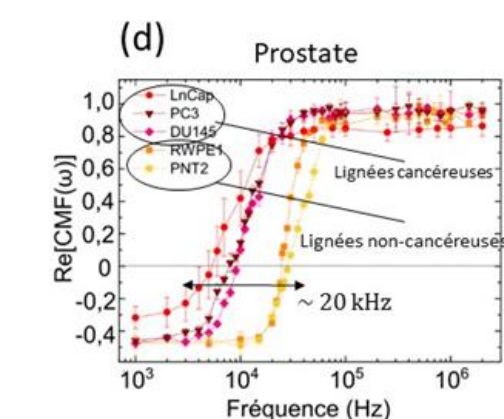 (d)
Prostate
LnCap
PC3
DU145
RWPE1
PNT2
Lignées cancéreuses
Lignées non-cancéreuses
~ 20 kHz
Re[CMF(ω)]
1,0
0,8
0,6
0,4
0,2
0
-0,2
-0,4
10³ 10⁴ 10⁵ 10⁶
Fréquence (Hz)